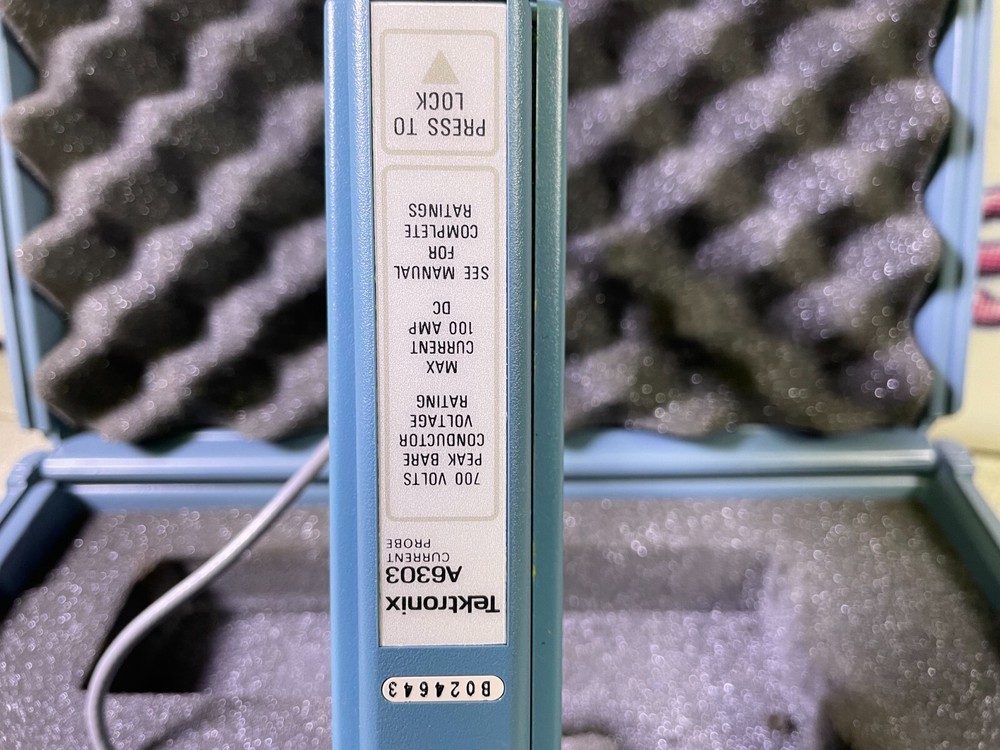 B024643
Tektronix
A6303
CURRENT
PROBE
700 VOLTS
PEAK BARE
CONDUCTOR
VOLTAGE
RATING
MAX
CURRENT
100 AMP
DC
SEE MANUAL
FOR
COMPLETE
RATINGS
PRESS TO
LOCK